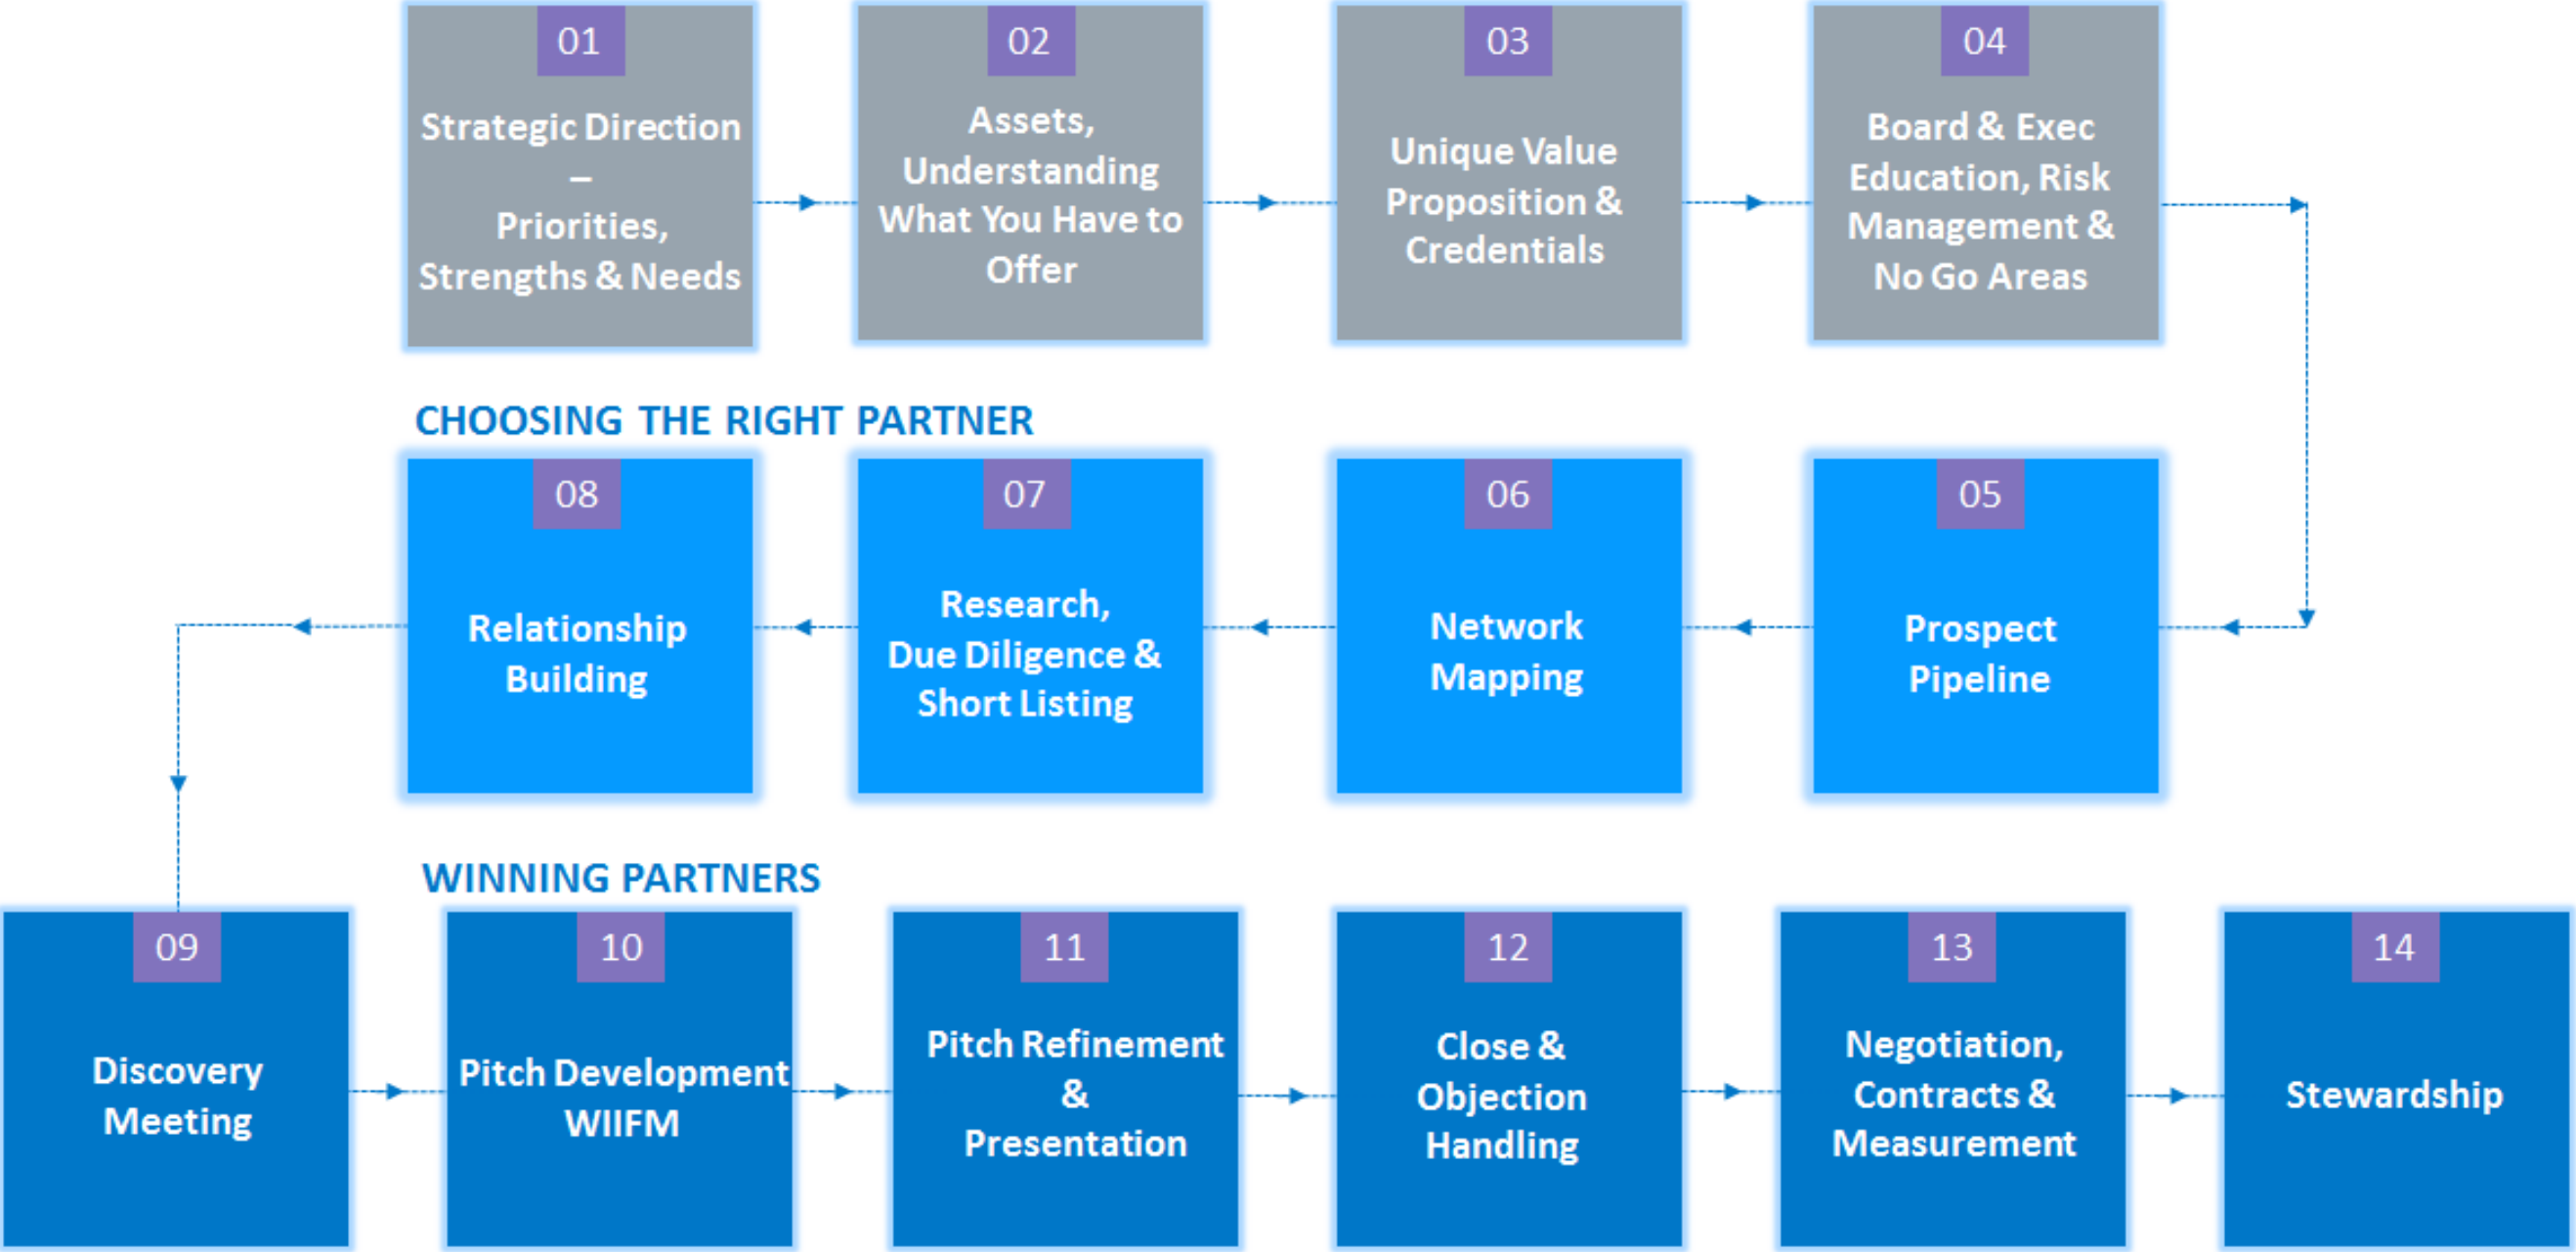 01
Strategic Direction
–
Priorities,
Strengths & Needs
02
Assets,
Understanding
What You Have to
Offer
03
Unique Value
Proposition &
Credentials
04
Board & Exec
Education, Risk
Management &
No Go Areas
CHOOSING THE RIGHT PARTNER
05
Prospect
Pipeline
06
Network
Mapping
07
Research,
Due Diligence &
Short Listing
08
Relationship
Building
WINNING PARTNERS
09
Discovery
Meeting
10
Pitch Development
WIIFM
11
Pitch Refinement
&
Presentation
12
Close &
Objection
Handling
13
Negotiation,
Contracts &
Measurement
14
Stewardship